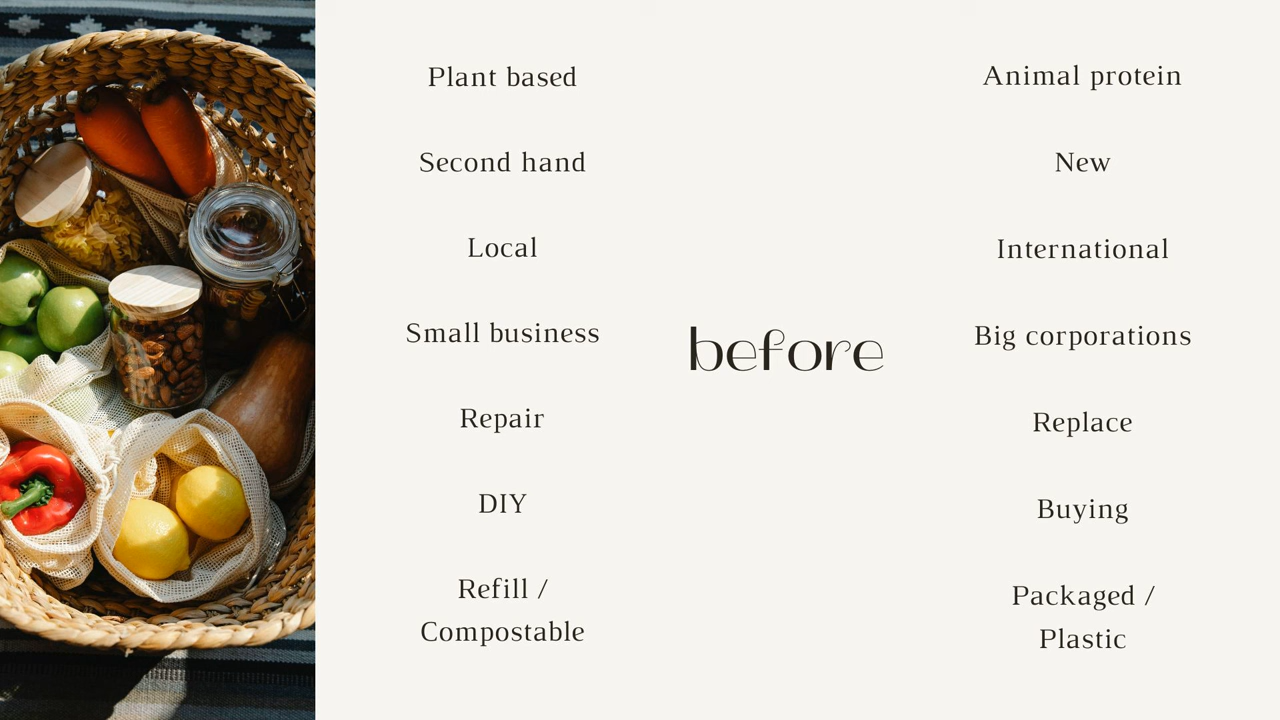 Plant based
Second hand
Local
Small business
Repair
DIY
Refill /
Compostable
before
Animal protein
New
International
Big corporations
Replace
Buying
Packaged /
Plastic